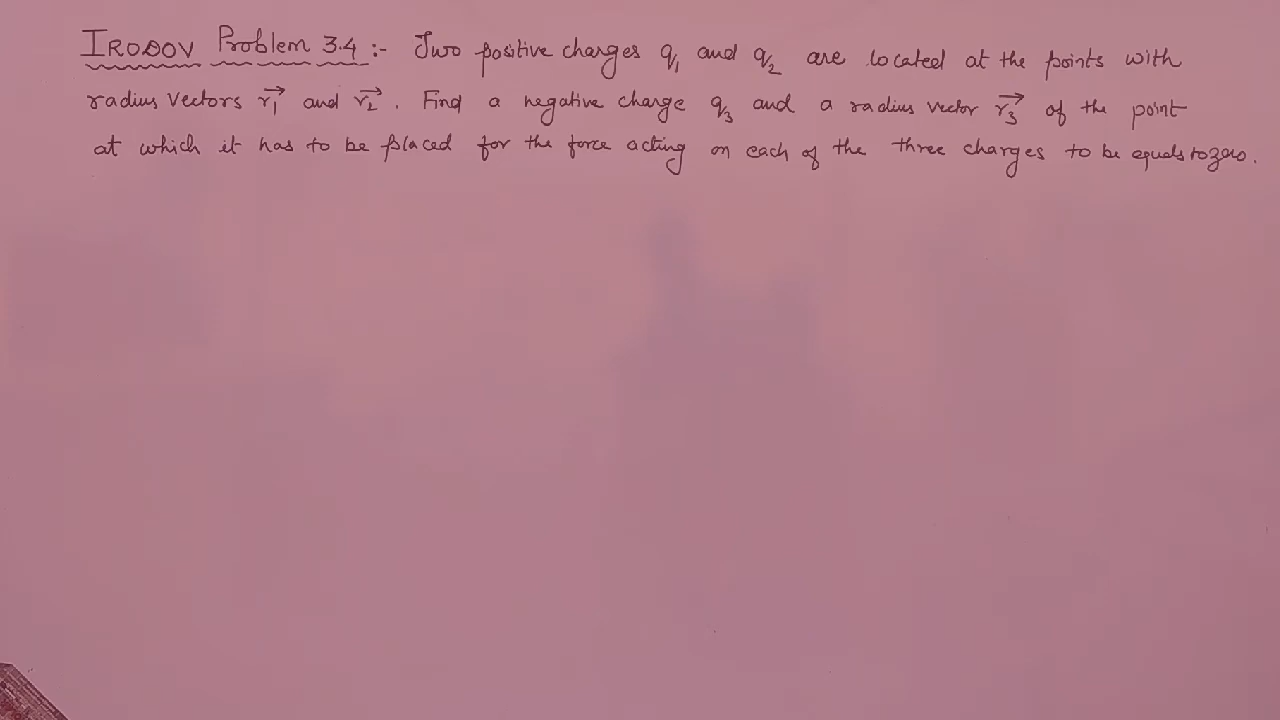 IRODOV Problem 3.4 :- Two positive charges q₁ and q₂ are located at the points with
radius vectors r₁⃗ and r₂⃗ . Find a negative charge q₃ and a radius vector r₃⃗ of the point
at which it has to be placed for the force acting on each of the three charges to be equals to zero.